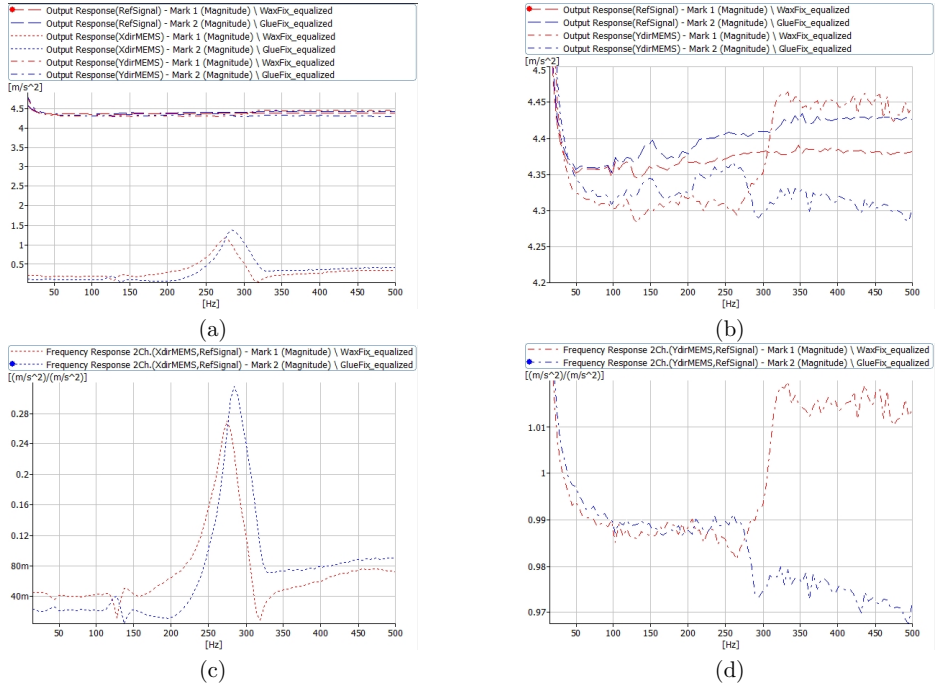 Output Response(RefSignal) - Mark 1 (Magnitude) \ WaxFix_equalized
Output Response(RefSignal) - Mark 2 (Magnitude) \ GlueFix_equalized
Output Response(XdirMEMS) - Mark 1 (Magnitude) \ WaxFix_equalized
Output Response(XdirMEMS) - Mark 2 (Magnitude) \ GlueFix_equalized
Output Response(YdirMEMS) - Mark 1 (Magnitude) \ WaxFix_equalized
Output Response(YdirMEMS) - Mark 2 (Magnitude) \ GlueFix_equalized
[m/s^2]
4.5
4
3.5
3
2.5
2
1.5
1
0.5
50 100 150 200 250 300 350 400 450 500
[Hz]
(a)
Output Response(RefSignal) - Mark 1 (Magnitude) \ WaxFix_equalized
Output Response(RefSignal) - Mark 2 (Magnitude) \ GlueFix_equalized
Output Response(YdirMEMS) - Mark 1 (Magnitude) \ WaxFix_equalized
Output Response(YdirMEMS) - Mark 2 (Magnitude) \ GlueFix_equalized
[m/s^2]
4.5
4.45
4.4
4.35
4.3
4.25
4.2
50 100 150 200 250 300 350 400 450 500
[Hz]
(b)
Frequency Response 2Ch.(XdirMEMS,RefSignal) - Mark 1 (Magnitude) \ WaxFix_equalized
Frequency Response 2Ch.(XdirMEMS,RefSignal) - Mark 2 (Magnitude) \ GlueFix_equalized
[(m/s^2)/(m/s^2)]
0.28
0.24
0.2
0.16
0.12
80m
40m
50 100 150 200 250 300 350 400 450 500
[Hz]
(c)
Frequency Response 2Ch.(YdirMEMS,RefSignal) - Mark 1 (Magnitude) \ WaxFix_equalized
Frequency Response 2Ch.(YdirMEMS,RefSignal) - Mark 2 (Magnitude) \ GlueFix_equalized
[(m/s^2)/(m/s^2)]
1.01
1
0.99
0.98
0.97
50 100 150 200 250 300 350 400 450 500
[Hz]
(d)